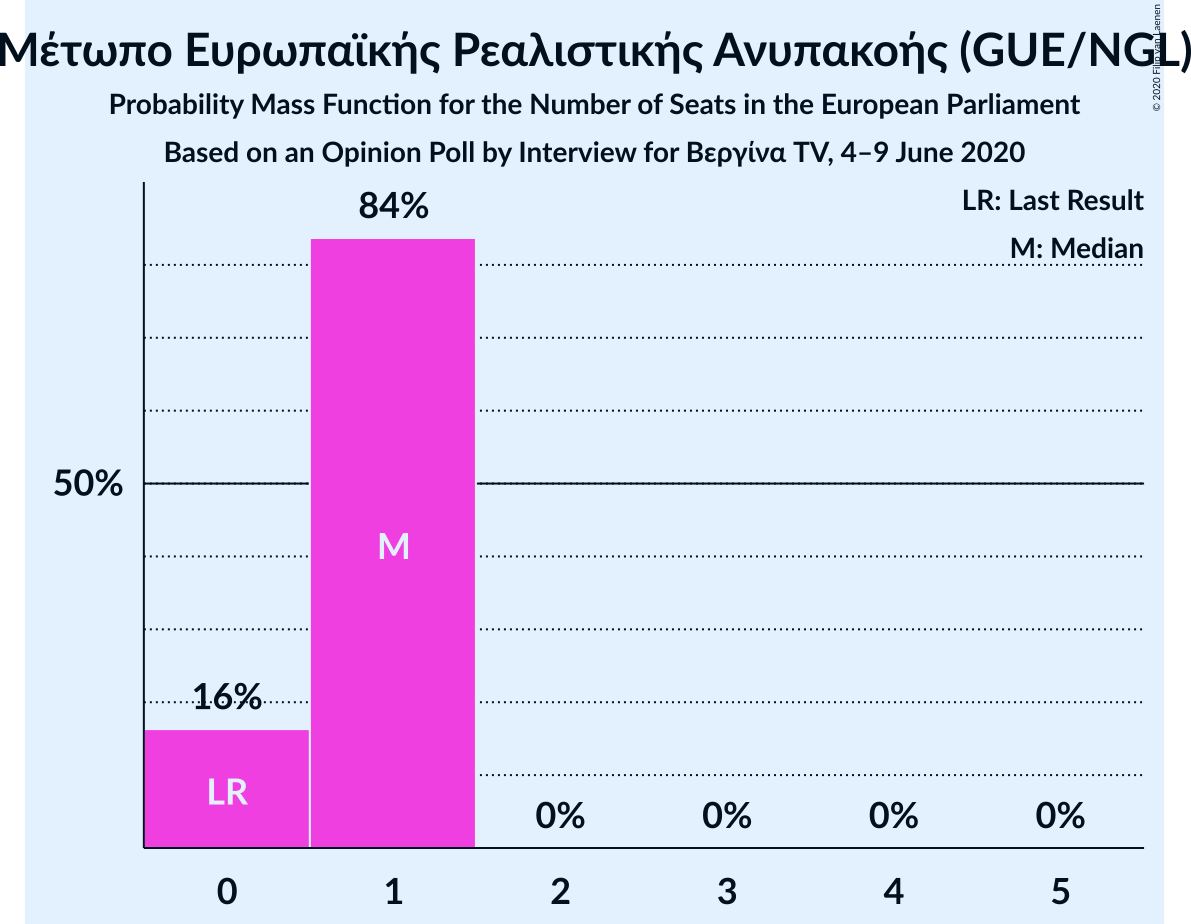 Μέτωπο Ευρωπαϊκής Ρεαλιστικής Ανυπακοής (GUE/NGL)
© 2020 Filip van Laenen
Probability Mass Function for the Number of Seats in the European Parliament
Based on an Opinion Poll by Interview for Βεργίνα TV, 4–9 June 2020
LR: Last Result
M: Median
84%
50%
M
16%
LR
0% 0% 0% 0%
0 1 2 3 4 5